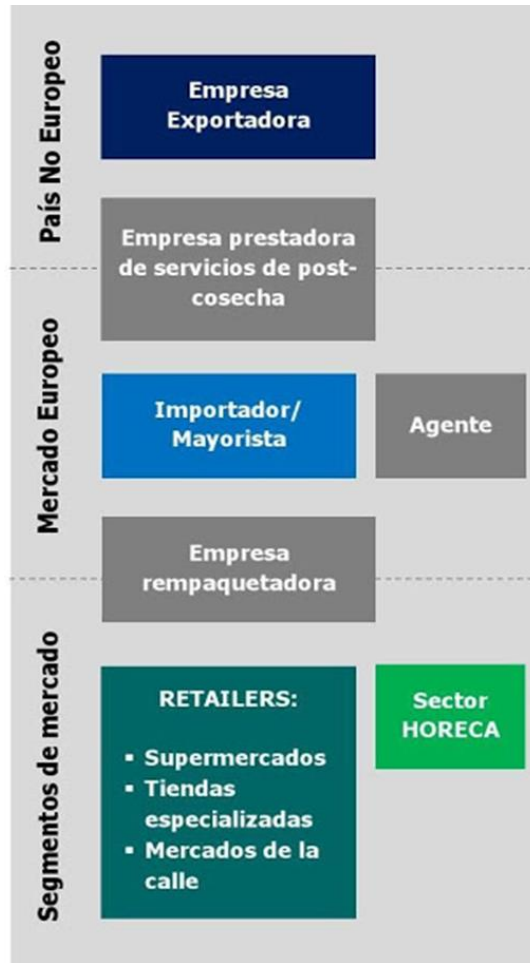 País No Europeo
Empresa
Exportadora
Empresa prestadora
de servicios de post-
cosecha
Mercado Europeo
Importador/
Mayorista
Agente
Empresa
rempaquetadora
Segmentos de mercado
RETAILERS:
▪ Supermercados
▪ Tiendas
especializadas
▪ Mercados de la
calle
Sector
HORECA